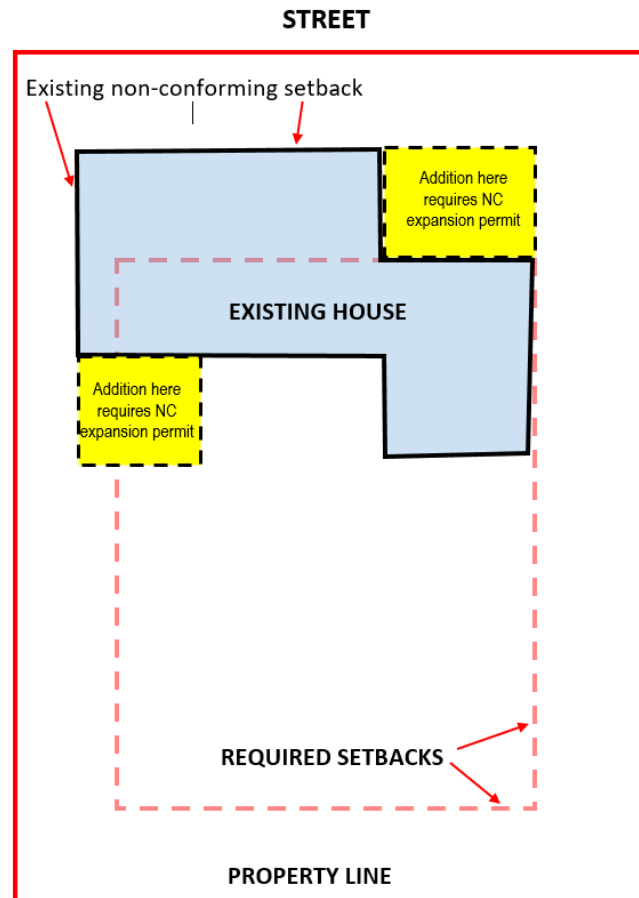 STREET
Existing non-conforming setback
Addition here
requires NC
expansion permit
EXISTING HOUSE
Addition here
requires NC
expansion permit
REQUIRED SETBACKS
PROPERTY LINE